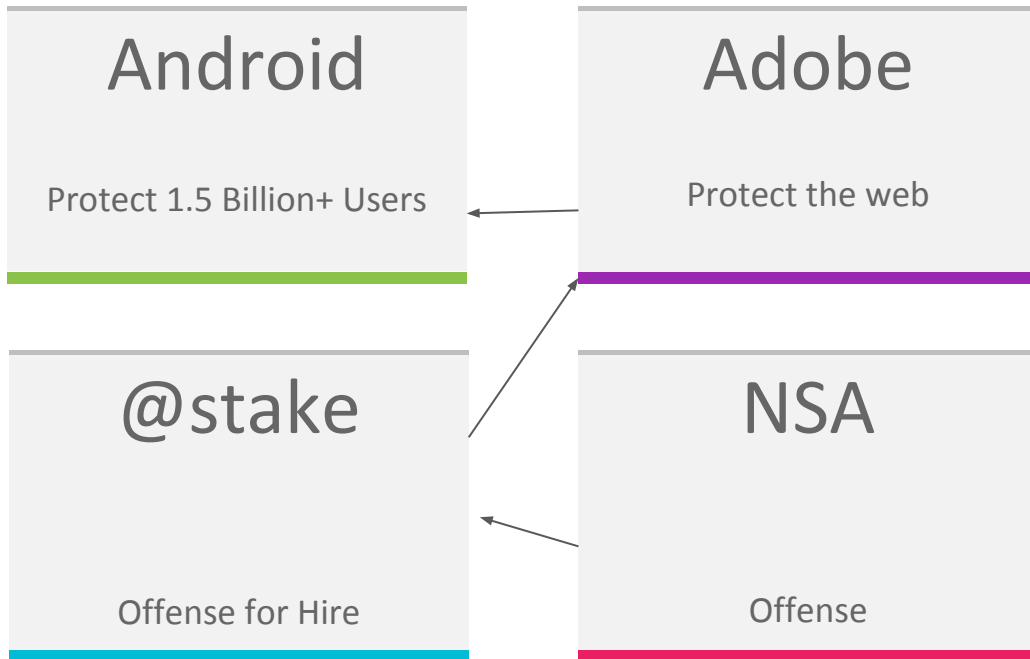 Android
Protect 1.5 Billion+ Users
Adobe
Protect the web
@stake
Offense for Hire
NSA
Offense